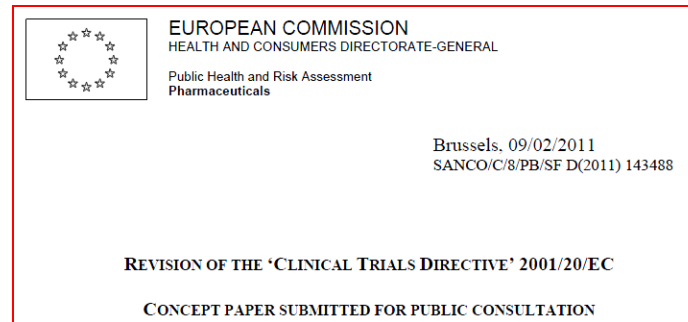 EUROPEAN COMMISSION
HEALTH AND CONSUMERS DIRECTORATE-GENERAL
Public Health and Risk Assessment
Pharmaceuticals
Brussels, 09/02/2011
SANCO/C/8/PB/SF D(2011) 143488
REVISION OF THE ‘CLINICAL TRIALS DIRECTIVE’ 2001/20/EC
CONCEPT PAPER SUBMITTED FOR PUBLIC CONSULTATION